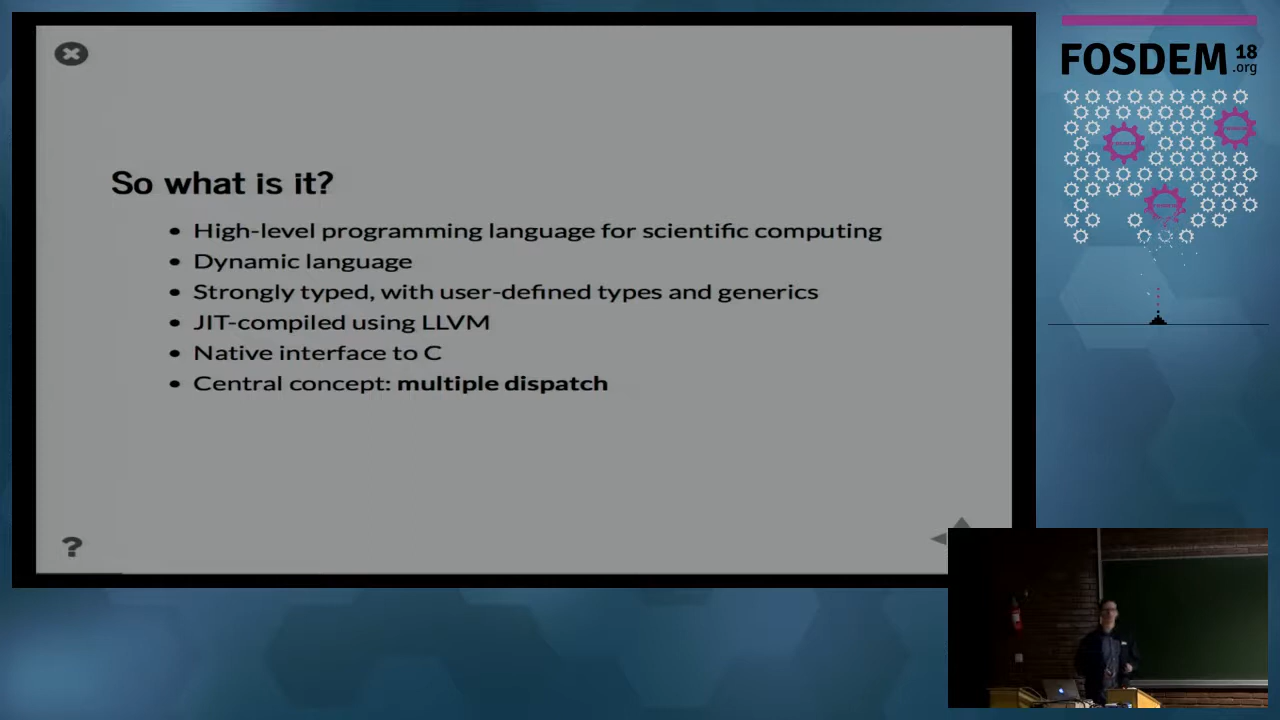 So what is it?
• High-level programming language for scientific computing
• Dynamic language
• Strongly typed, with user-defined types and generics
• JIT-compiled using LLVM
• Native interface to C
• Central concept: multiple dispatch
?
FOSDEM 18
.org